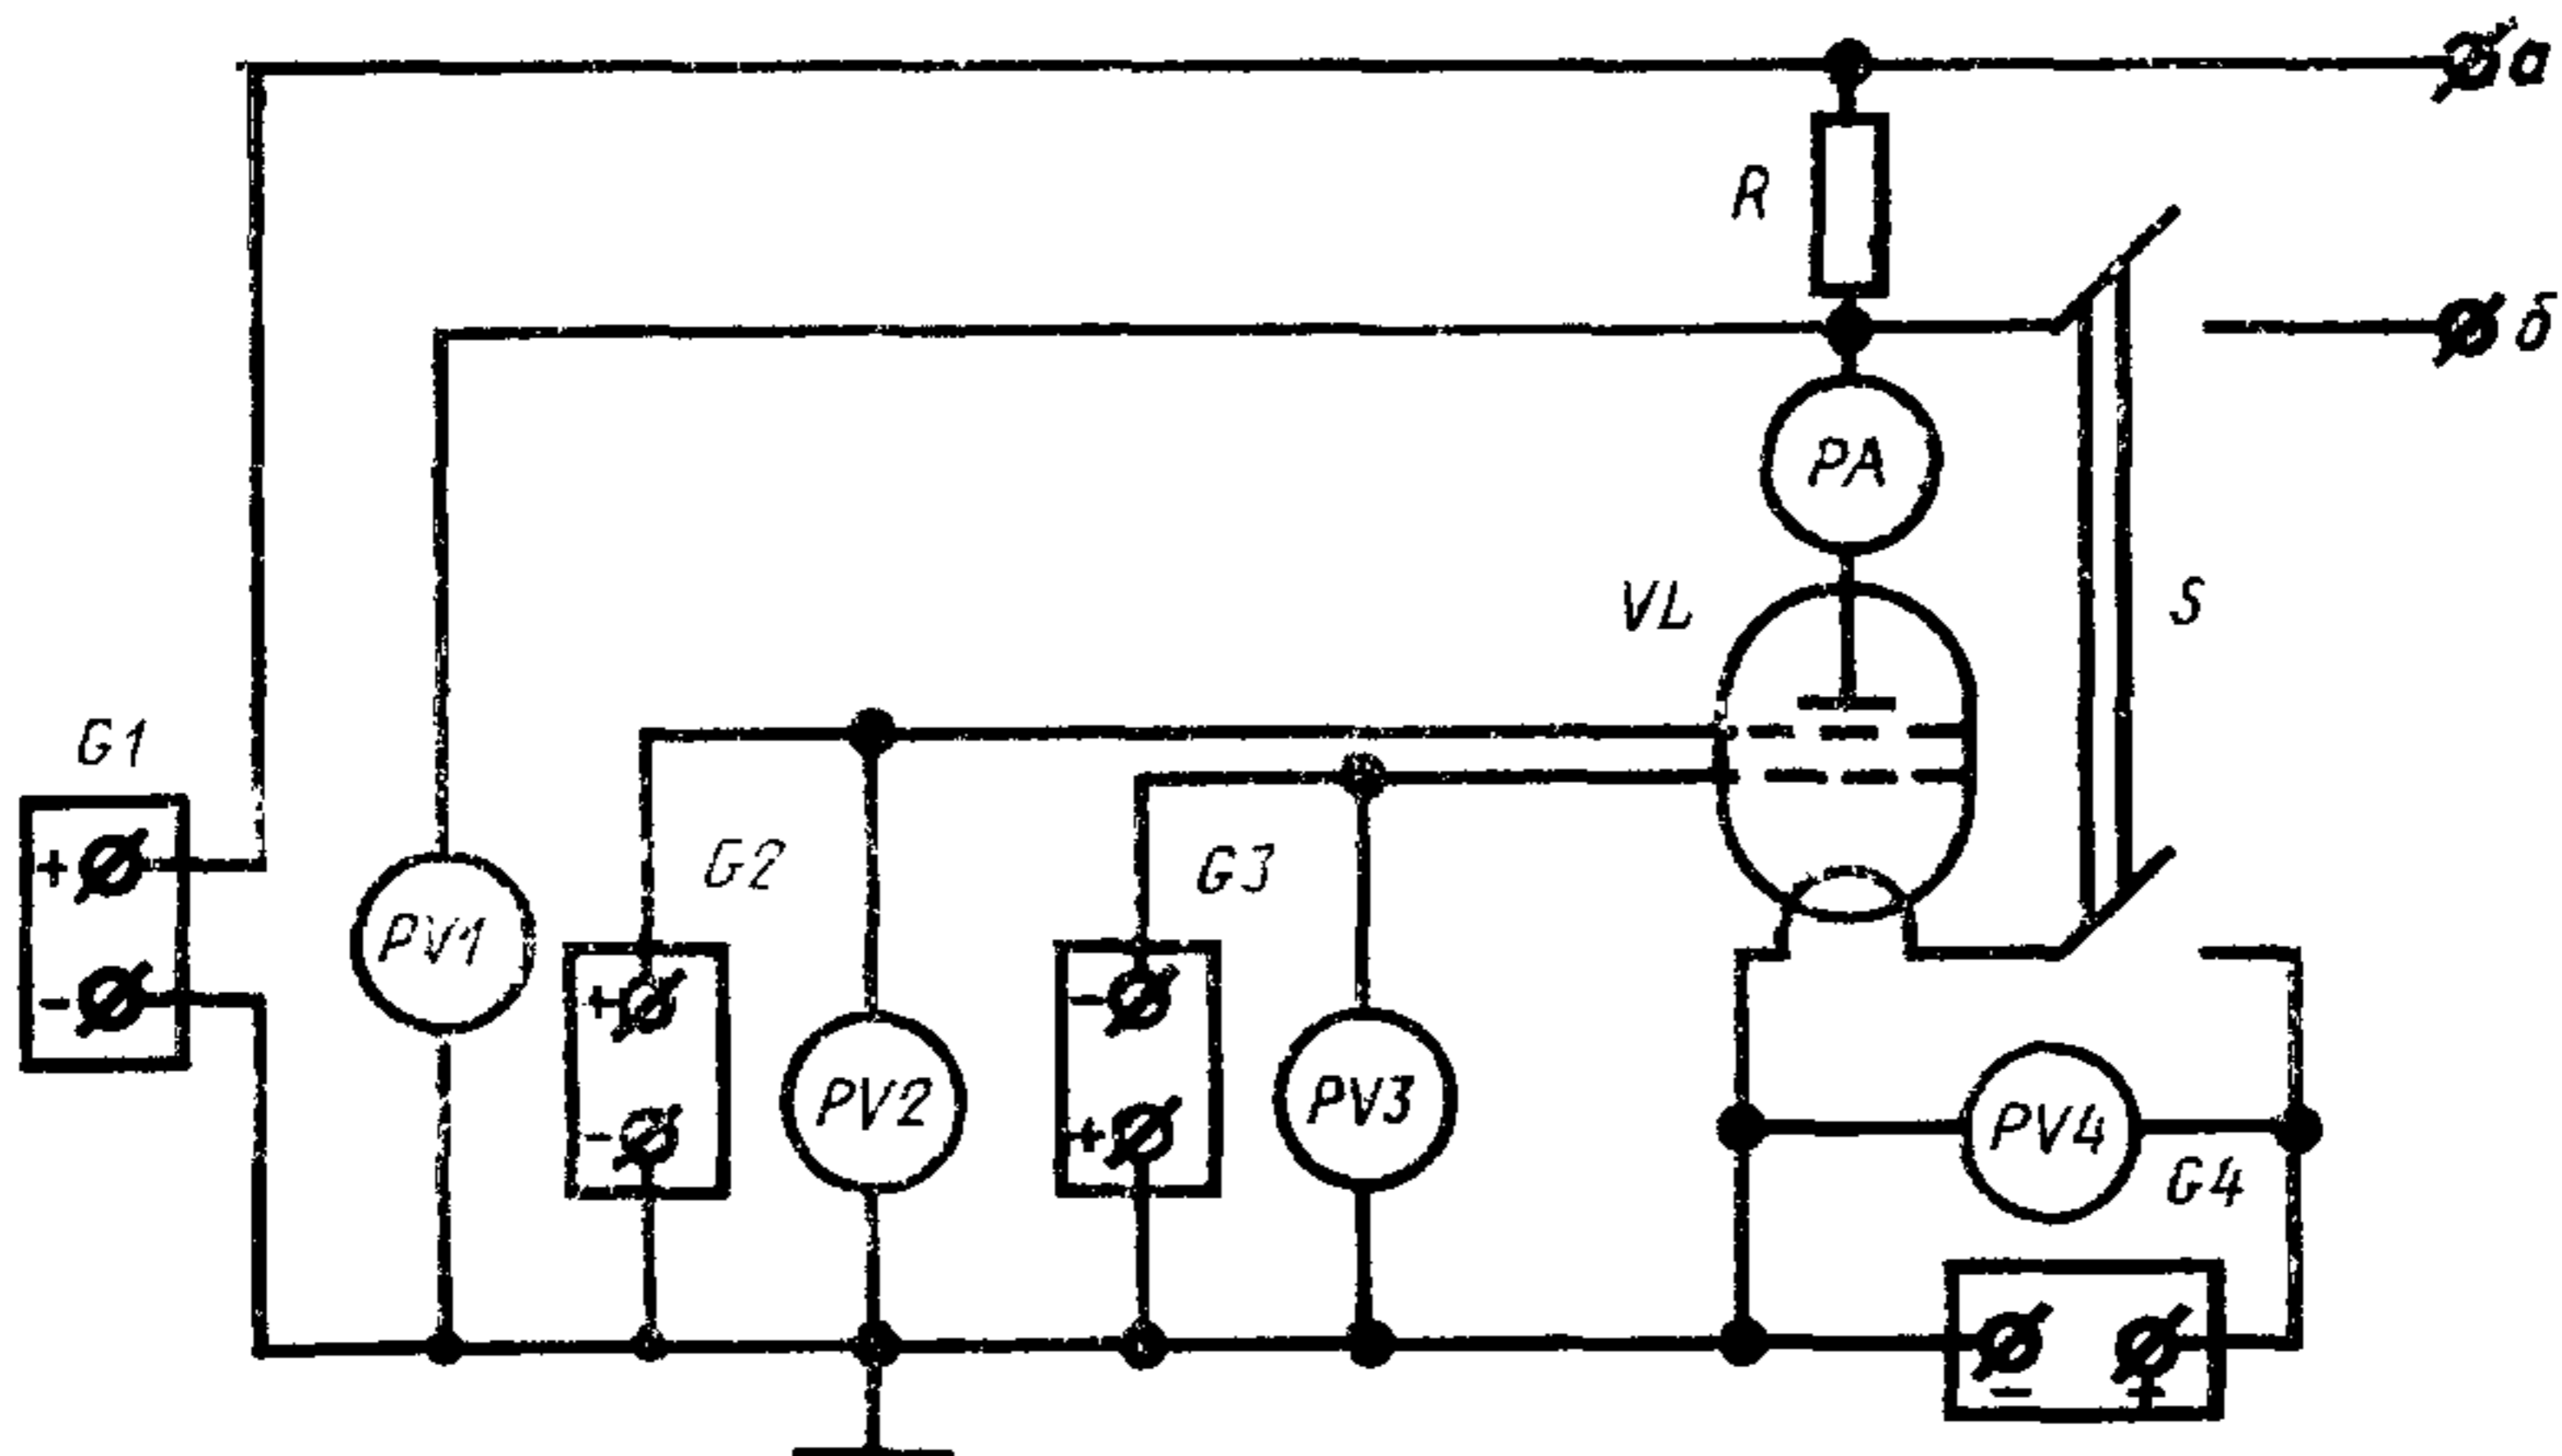 а
R
б
PA
VL
S
G1
+
-
PV1
G2
+
-
PV2
G3
-
+
PV3
PV4
G4
-
+